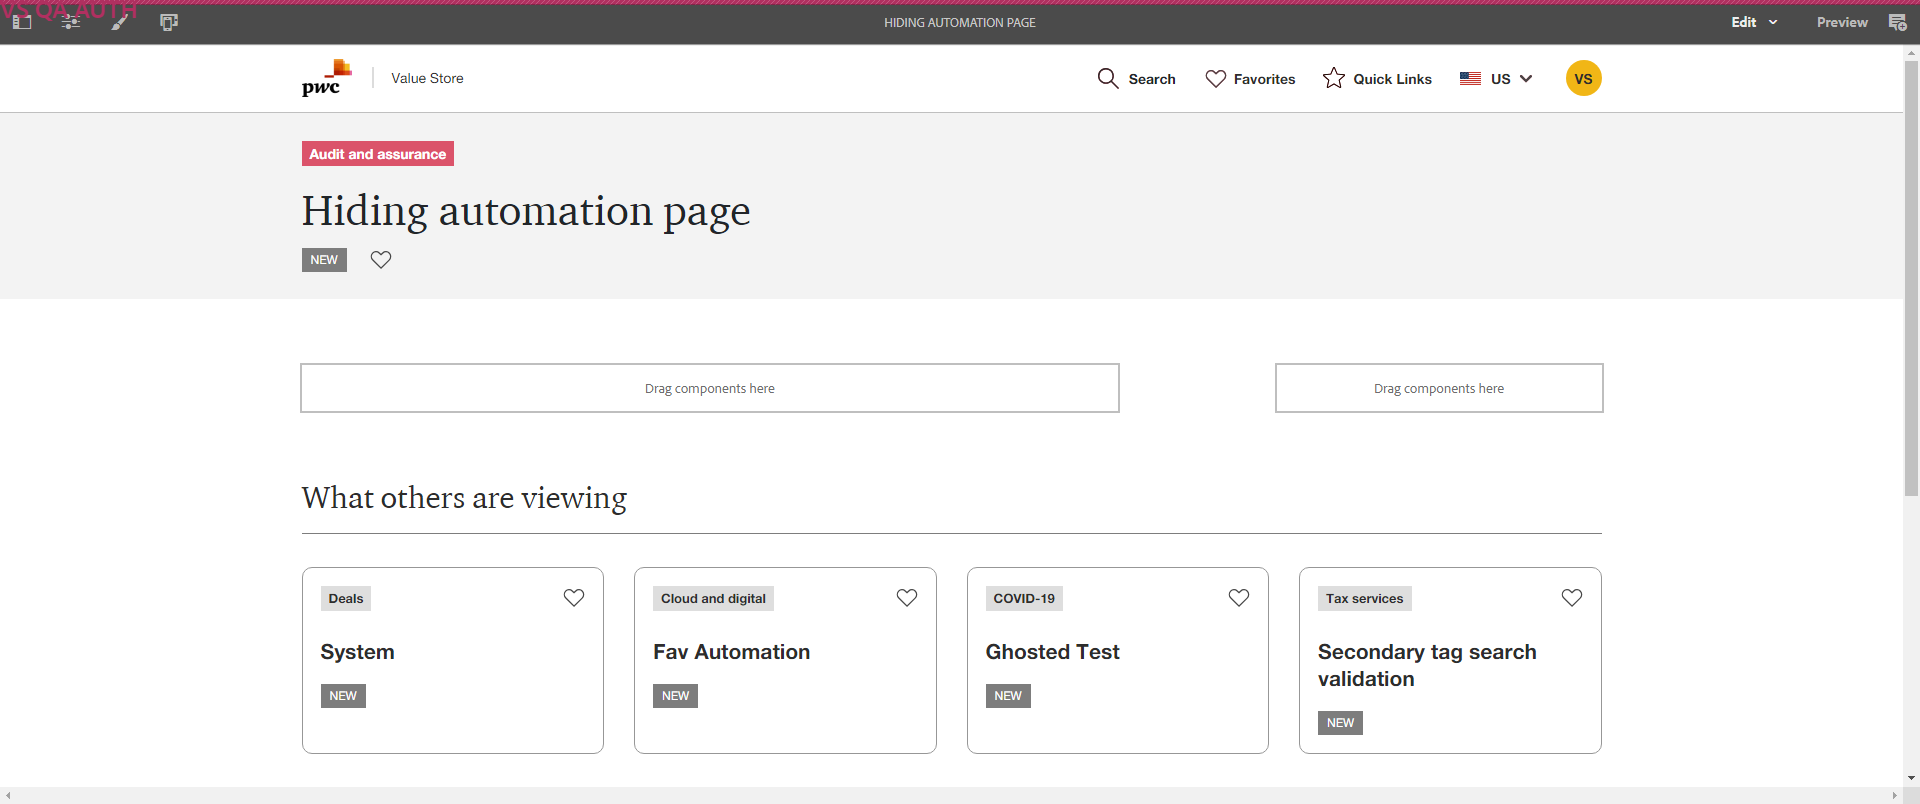 VS QA AUTH
HIDING AUTOMATION PAGE
Edit
Preview
pwc
Value Store
Search
Favorites
Quick Links
US
VS
Audit and assurance
Hiding automation page
NEW
Drag components here
Drag components here
What others are viewing
Deals
System
NEW
Cloud and digital
Fav Automation
NEW
COVID-19
Ghosted Test
NEW
Tax services
Secondary tag search
validation
NEW